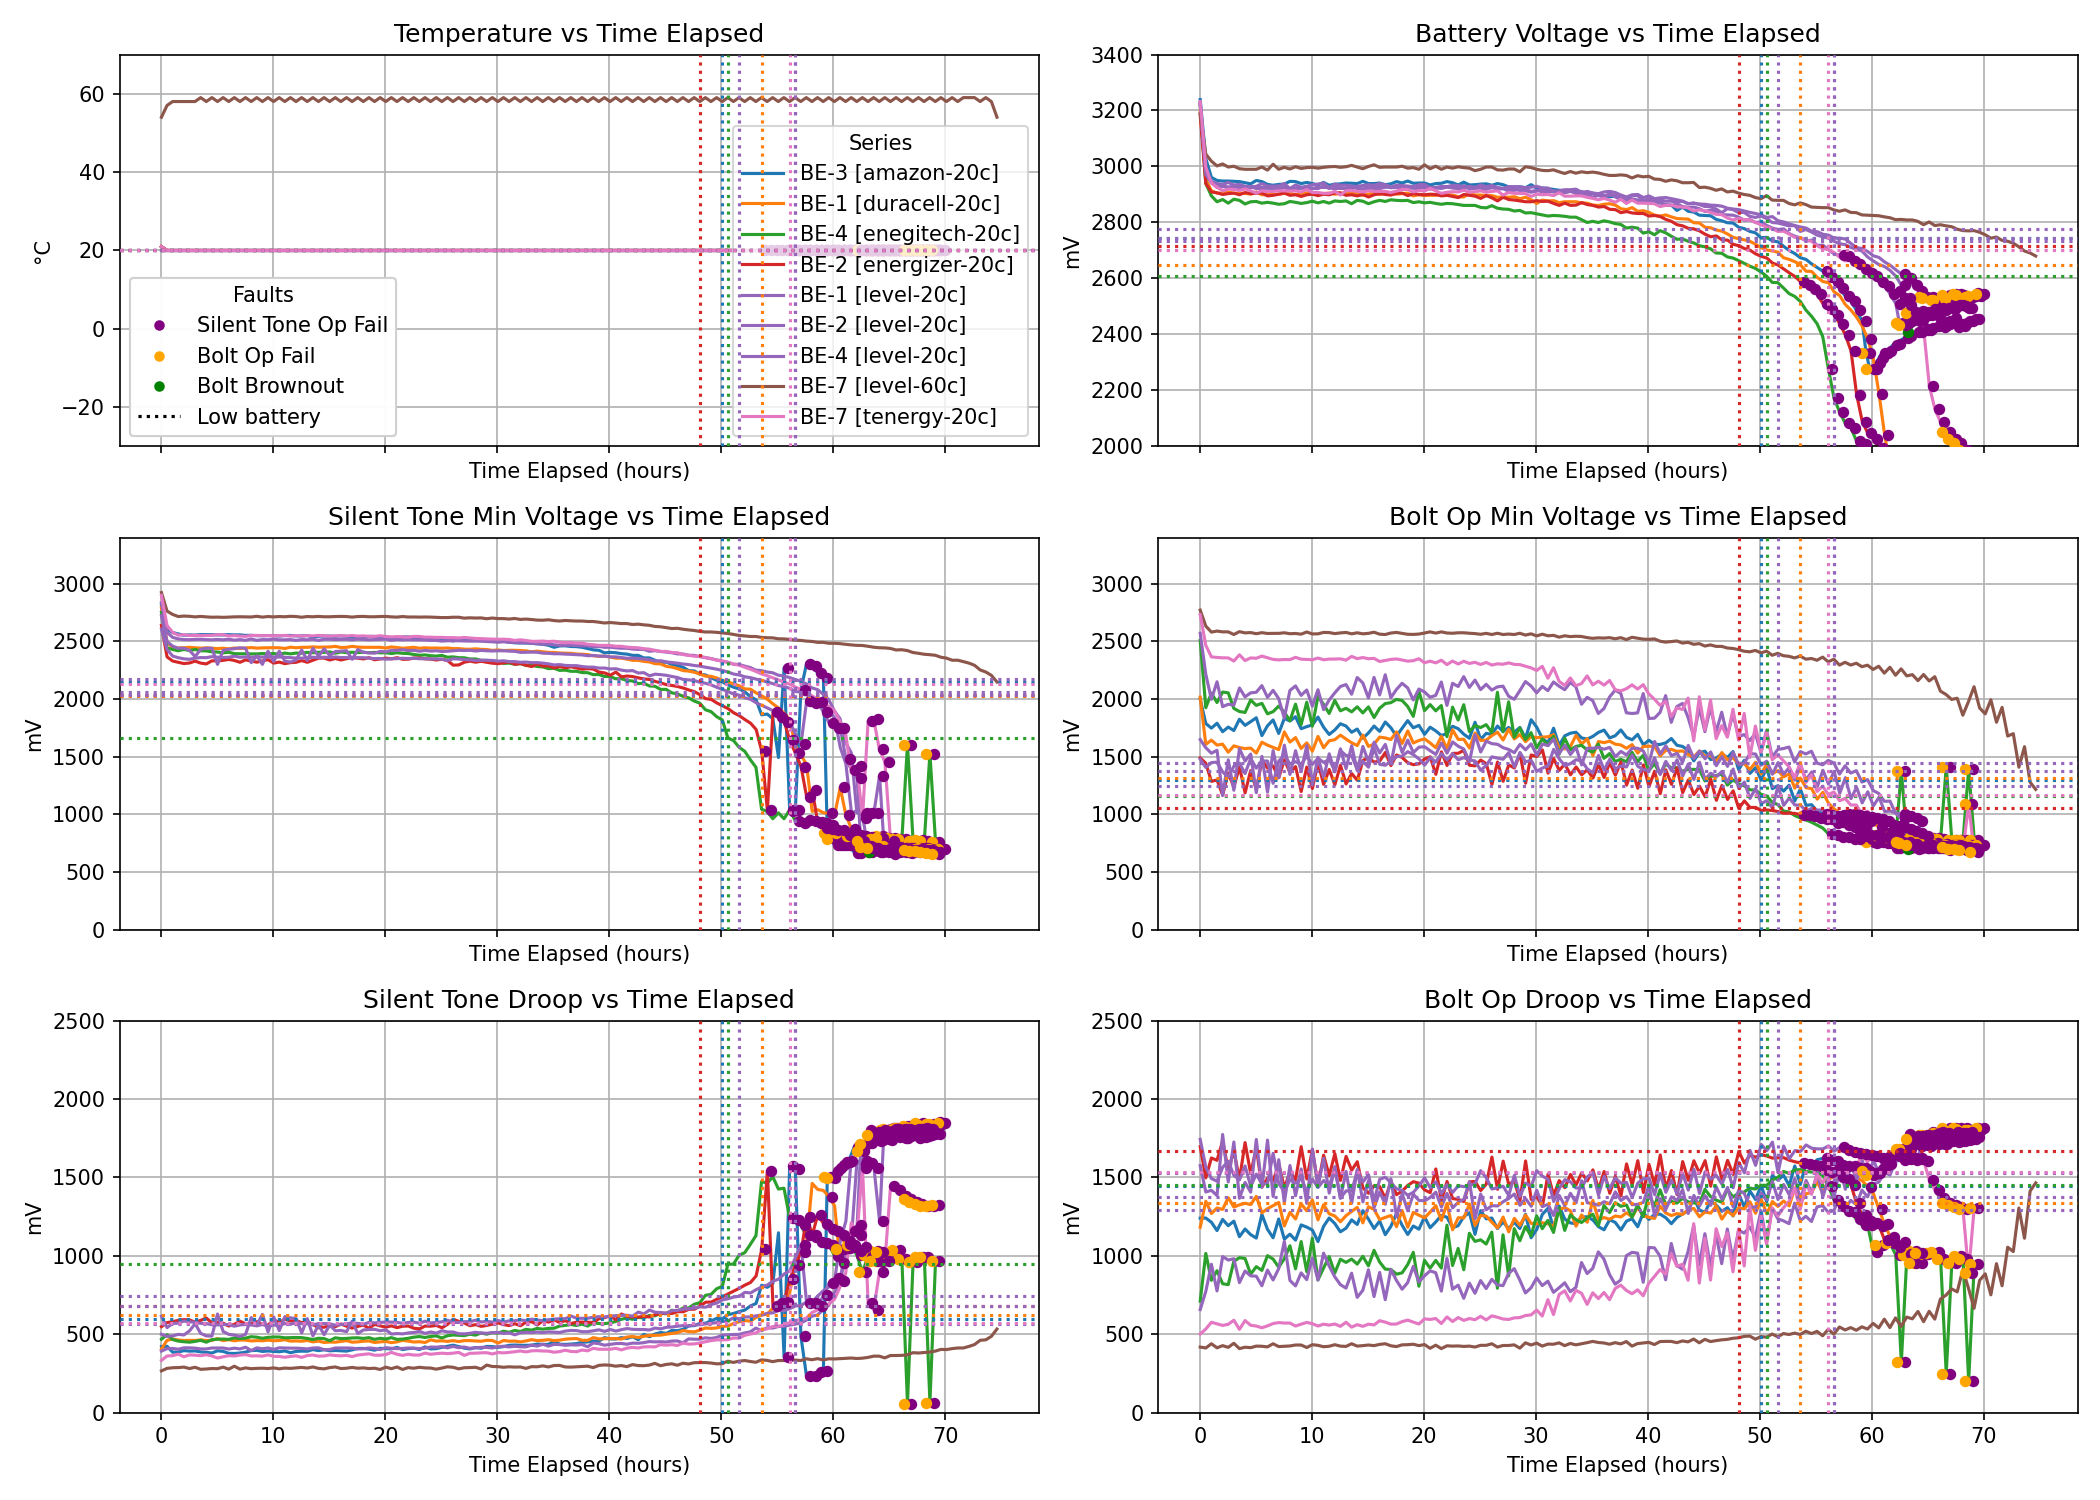 Temperature vs Time Elapsed
°C
60
40
20
0
−20
Faults
Silent Tone Op Fail
Bolt Op Fail
Bolt Brownout
Low battery
Series
BE-3 [amazon-20c]
BE-1 [duracell-20c]
BE-4 [enegitech-20c]
BE-2 [energizer-20c]
BE-1 [level-20c]
BE-2 [level-20c]
BE-4 [level-20c]
BE-7 [level-60c]
BE-7 [tenergy-20c]
Time Elapsed (hours)
Battery Voltage vs Time Elapsed
mV
3400
3200
3000
2800
2600
2400
2200
2000
Time Elapsed (hours)
Silent Tone Min Voltage vs Time Elapsed
mV
3000
2500
2000
1500
1000
500
0
Time Elapsed (hours)
Bolt Op Min Voltage vs Time Elapsed
mV
3000
2500
2000
1500
1000
500
0
Time Elapsed (hours)
Silent Tone Droop vs Time Elapsed
mV
2500
2000
1500
1000
500
0
0 10 20 30 40 50 60 70
Time Elapsed (hours)
Bolt Op Droop vs Time Elapsed
mV
2500
2000
1500
1000
500
0
0 10 20 30 40 50 60 70
Time Elapsed (hours)